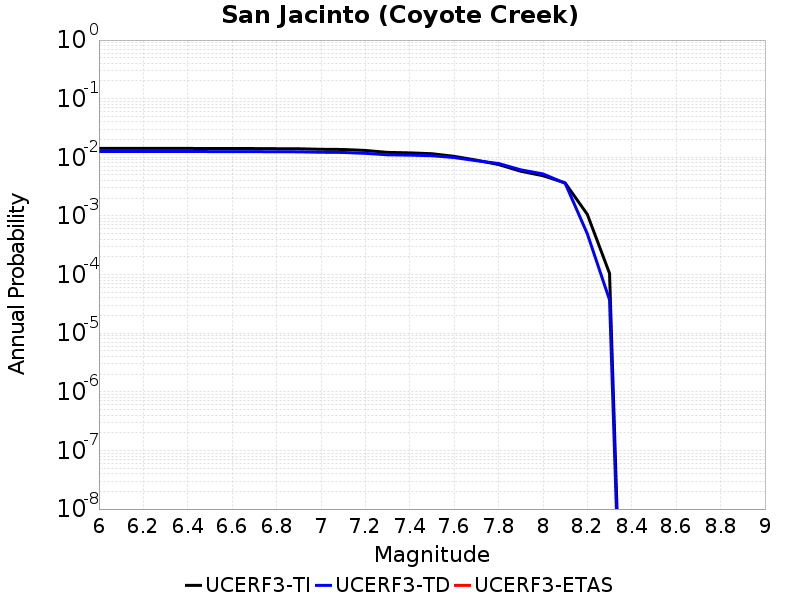 San Jacinto (Coyote Creek)
10^0
10^-1
10^-2
10^-3
10^-4
10^-5
10^-6
10^-7
10^-8
Annual Probability
6 6.2 6.4 6.6 6.8 7 7.2 7.4 7.6 7.8 8 8.2 8.4 8.6 8.8 9
Magnitude
UCERF3-TI UCERF3-TD UCERF3-ETAS